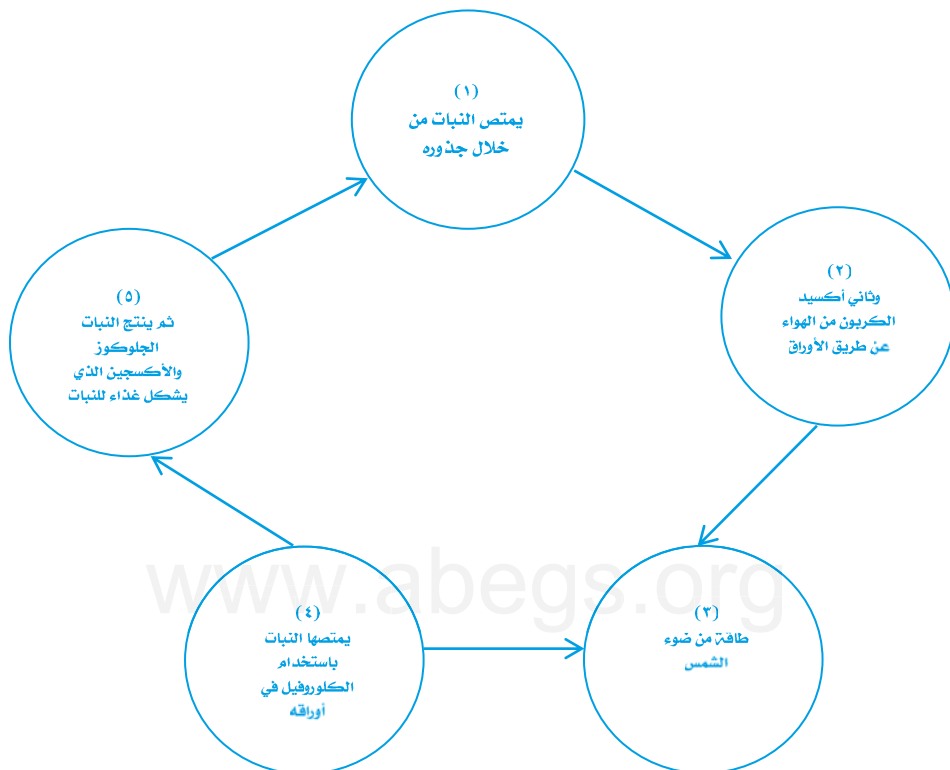 (١)
يمتص النبات من
خلال جذوره
(٢)
وثاني أكسيد
الكربون من الهواء
عن طريق الأوراق
(٣)
طاقة من ضوء
الشمس
(٤)
يمتصها النبات
باستخدام
الكلوروفيل في
أوراقه
(٥)
ثم ينتج النبات
الجلوكوز
والأكسجين الذي
يشكل غذاء للنبات
www.abegs.org